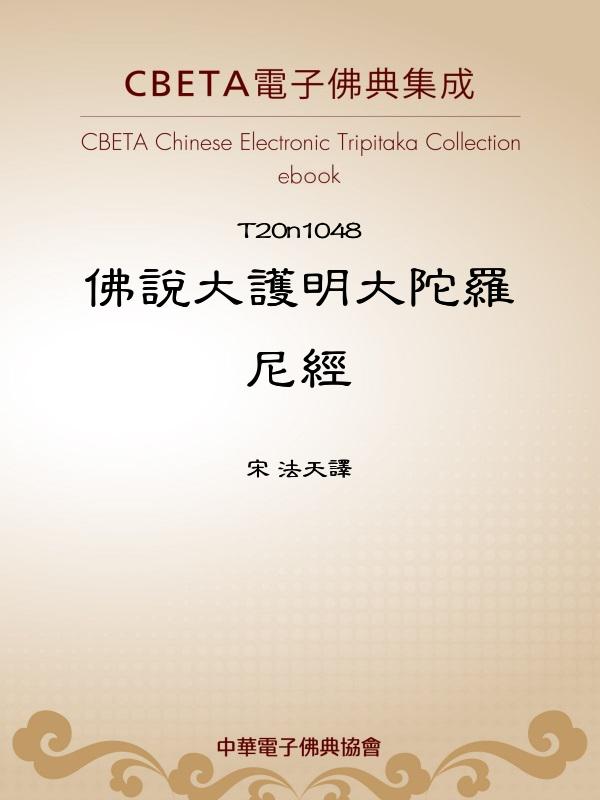 CBETA電子佛典集成
CBETA Chinese Electronic Tripitaka Collection
ebook
T20n1048
佛說大護明大陀羅
尼經
宋 法天譯
中華電子佛典協會